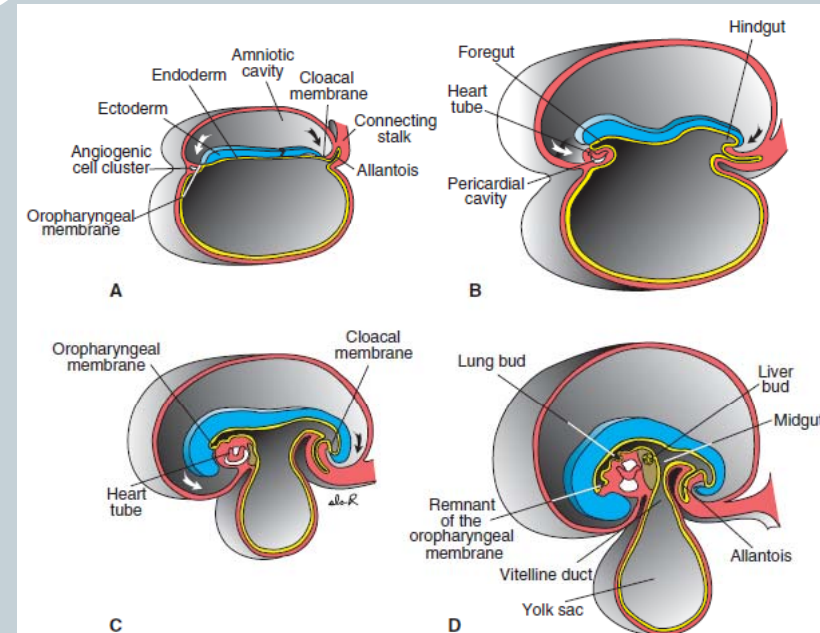 Amniotic
cavity
Endoderm
Cloacal
membrane
Ectoderm
Connecting
stalk
Angiogenic
cell cluster
Allantois
Oropharyngeal
membrane
A
Hindgut
Foregut
Heart
tube
Pericardial
cavity
B
Oropharyngeal
membrane
Cloacal
membrane
Heart
tube
C
Lung bud
Liver
bud
Midgut
Remnant
of the
oropharyngeal
membrane
Allantois
Vitelline duct
Yolk sac
D